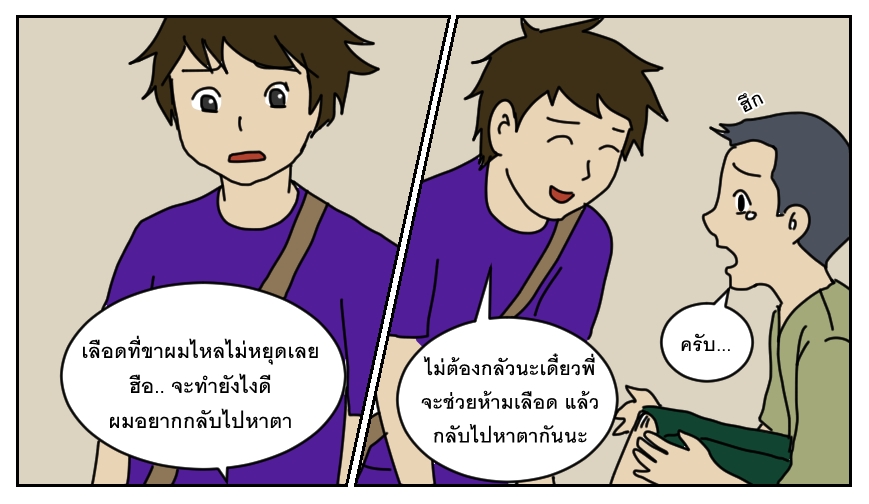 เลือดที่ขาผมไหลไม่หยุดเลย
ฮือ.. จะทำยังไงดี
ผมอยากกลับไปหาตา
ไม่ต้องกลัวนะเดี๋ยวพี่
จะช่วยห้ามเลือด แล้ว
กลับไปหาตากันนะ
ฮึก
ครับ...